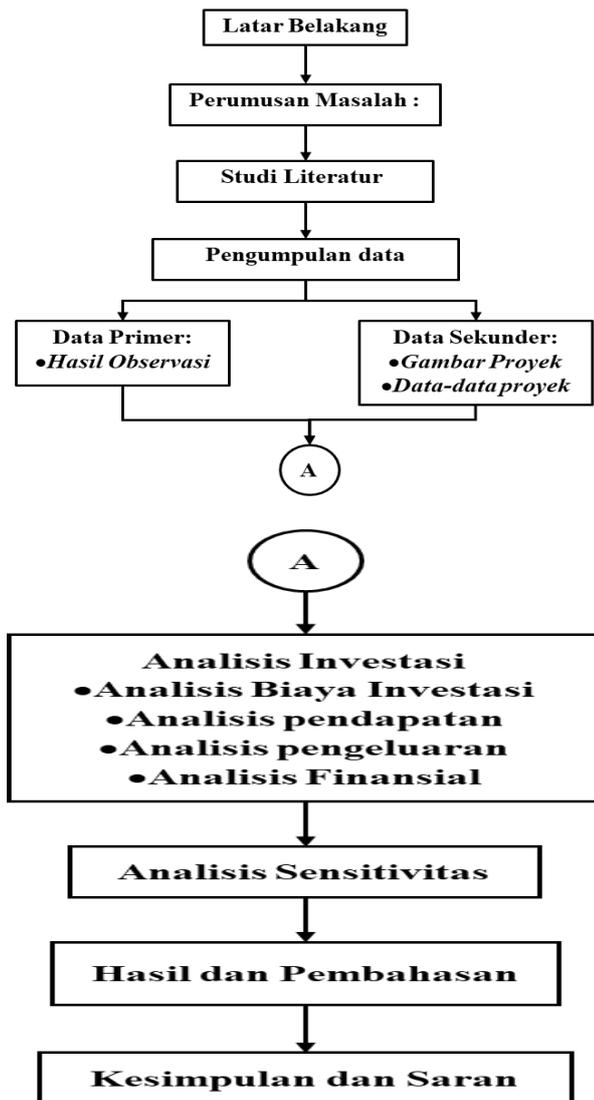 Latar Belakang
Perumusan Masalah :
Studi Literatur
Pengumpulan data
Data Primer:
•Hasil Observasi
Data Sekunder:
•Gambar Proyek
•Data-data proyek
A
A
Analisis Investasi
•Analisis Biaya Investasi
•Analisis pendapatan
•Analisis pengeluaran
•Analisis Finansial
Analisis Sensitivitas
Hasil dan Pembahasan
Kesimpulan dan Saran